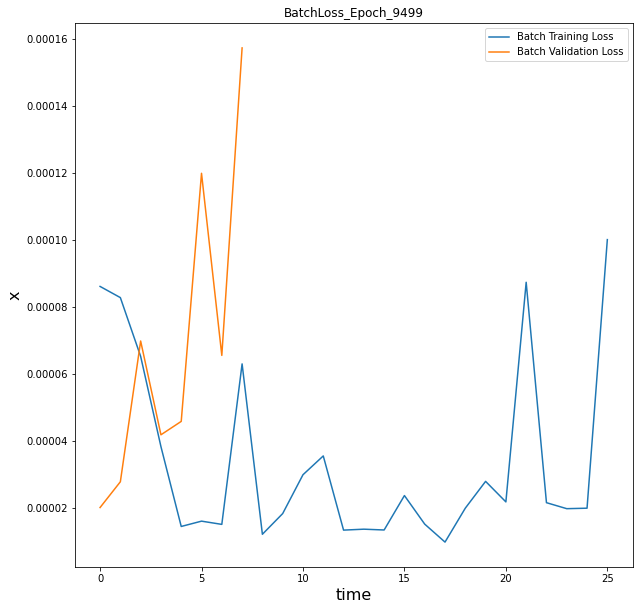 BatchLoss_Epoch_9499
Batch Training Loss
Batch Validation Loss
0.00016
0.00014
0.00012
0.00010
0.00008
0.00006
0.00004
0.00002
x
0 5 10 15 20 25
time